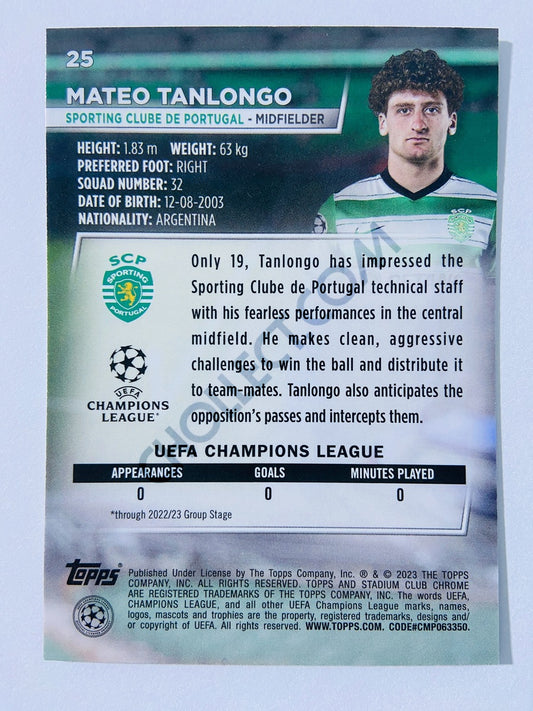 25
MATEO TANLONGO
SPORTING CLUBE DE PORTUGAL - MIDFIELDER
HEIGHT: 1.83 m WEIGHT: 63 kg
PREFERRED FOOT: RIGHT
SQUAD NUMBER: 32
DATE OF BIRTH: 12-08-2003
NATIONALITY: ARGENTINA
SCP
SCP
SPORTING
PORTUGAL
Only 19, Tanlongo has impressed the
Sporting Clube de Portugal technical staff
with his fearless performances in the central
midfield. He makes clean, aggressive
challenges to win the ball and distribute it
to team-mates. Tanlongo also anticipates the
opposition's passes and intercepts them.
UEFA
CHAMPIONS
LEAGUE
CHOLLECT.COM
UEFA CHAMPIONS LEAGUE
APPEARANCES GOALS MINUTES PLAYED
0 0 0
*through 2022/23 Group Stage
Topps
Published Under License by The Topps Company, Inc. ® & © 2023 THE TOPPS
COMPANY, INC. ALL RIGHTS RESERVED. TOPPS AND STADIUM CLUB CHROME
ARE REGISTERED TRADEMARKS OF THE TOPPS COMPANY, INC. The words UEFA,
CHAMPIONS LEAGUE, and all other UEFA Champions League marks, names,
logos, mascots and trophies are the property, registered trademarks, designs and/
or copyright of UEFA. All rights reserved. WWW.TOPPS.COM. CODE#CMP063350.